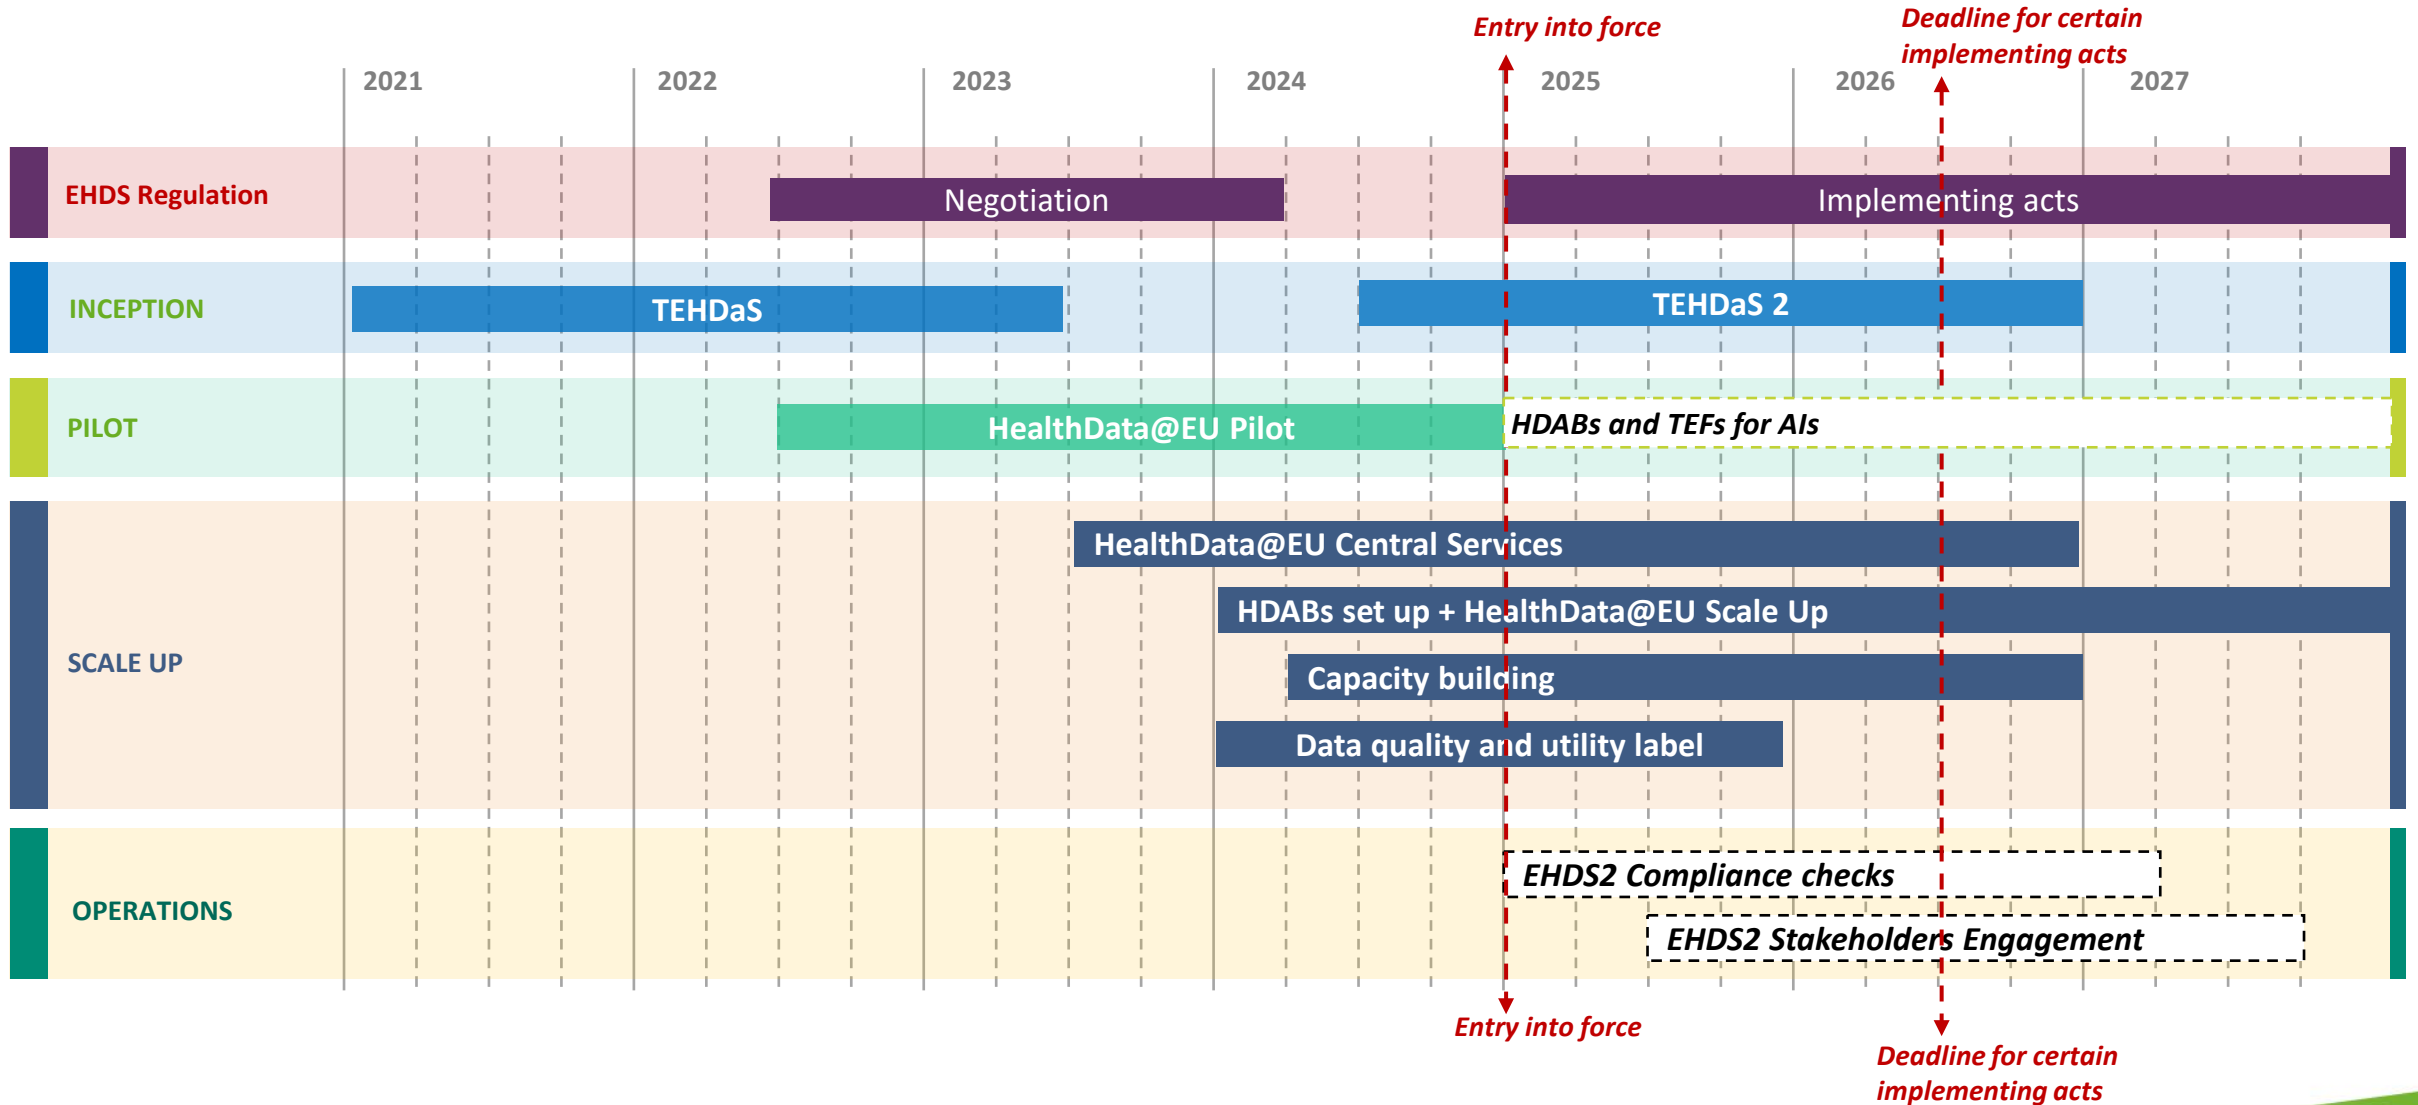 Entry into force
Deadline for certain
implementing acts
2021
2022
2023
2024
2025
2026
2027
EHDS Regulation
Negotiation
Implementing acts
INCEPTION
TEHDaS
TEHDaS 2
PILOT
HealthData@EU Pilot
HDABs and TEFs for AIs
SCALE UP
HealthData@EU Central Services
HDABs set up + HealthData@EU Scale Up
Capacity building
Data quality and utility label
OPERATIONS
EHDS2 Compliance checks
EHDS2 Stakeholders Engagement
Entry into force
Deadline for certain
implementing acts